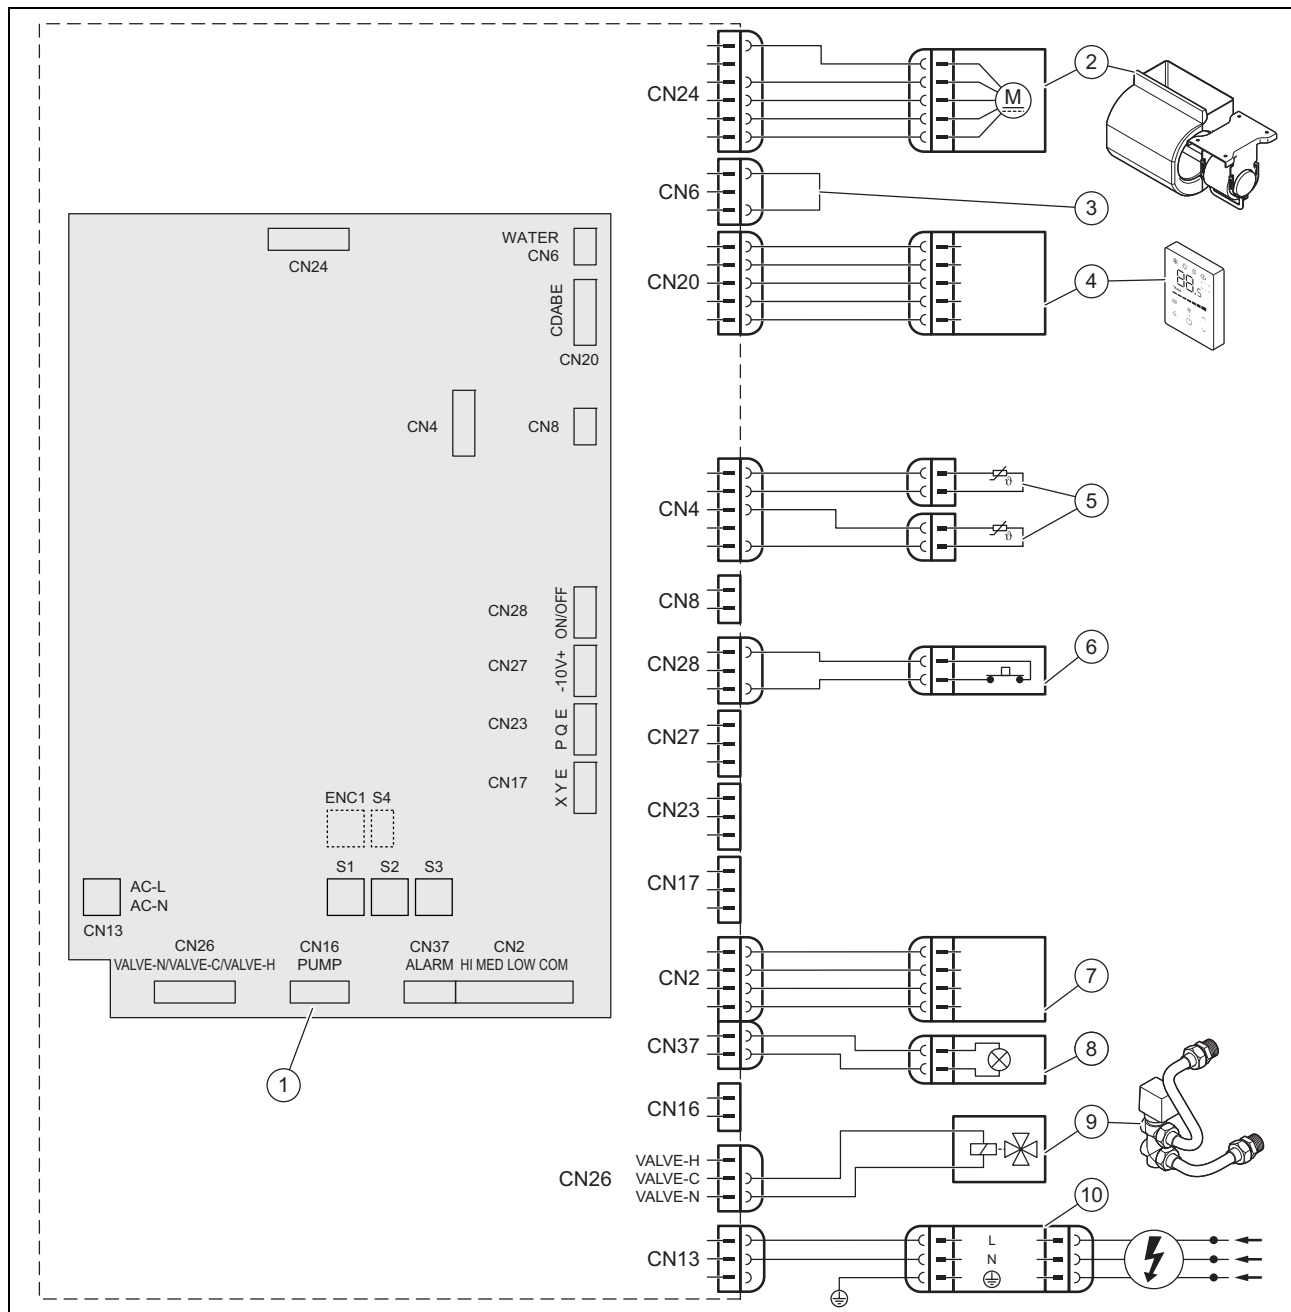 CN24
M
2
CN6
3
CN20
4
88.5
CN4
ϑ
ϑ
5
CN8
CN28
6
CN27
CN23
CN17
CN2
7
CN37
8
CN16
VALVE-H
VALVE-C
VALVE-N
CN26
9
10
CN13
L
N
CN24
WATER
CN6
CDABE
CN20
CN4
CN8
CN28
ON/OFF
CN27
-10V+
CN23
P Q E
CN17
X Y E
ENC1
S4
S1
S2
S3
AC-L
AC-N
CN13
CN26
VALVE-N/VALVE-C/VALVE-H
CN16
PUMP
CN37
ALARM
CN2
HI MED LOW COM
1